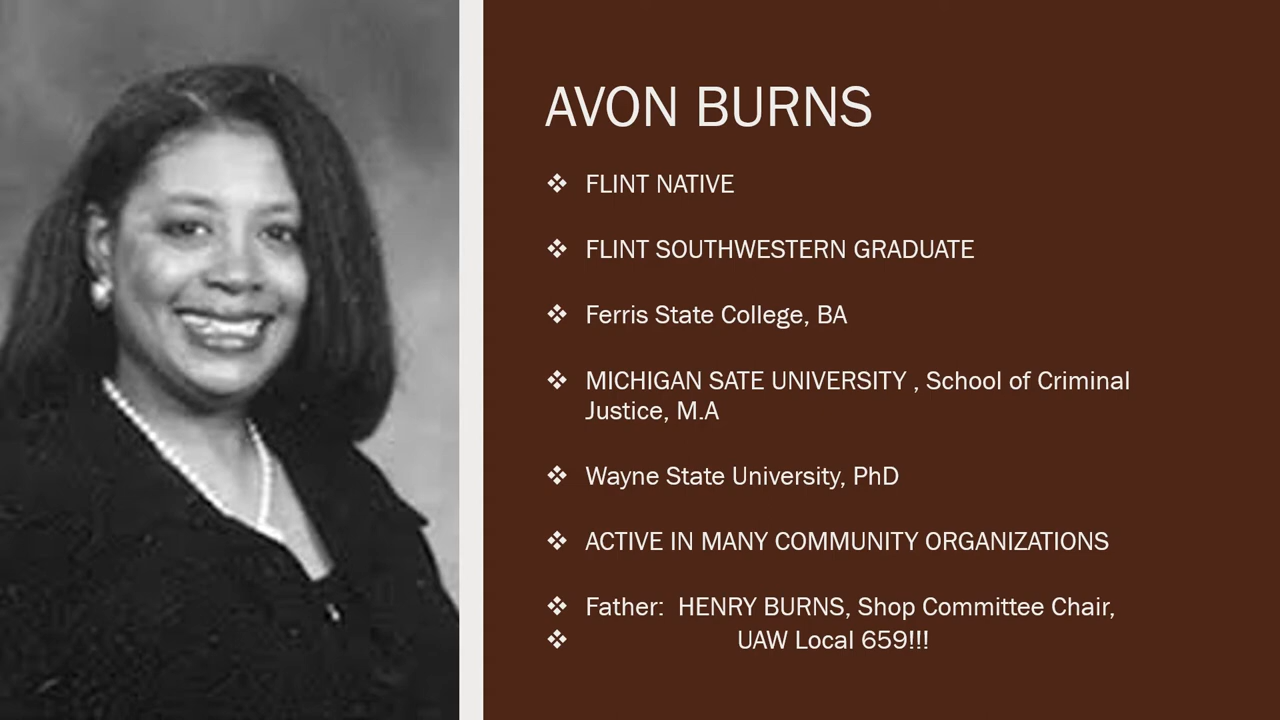 AVON BURNS
❖ FLINT NATIVE
❖ FLINT SOUTHWESTERN GRADUATE
❖ Ferris State College, BA
❖ MICHIGAN SATE UNIVERSITY , School of Criminal
Justice, M.A
❖ Wayne State University, PhD
❖ ACTIVE IN MANY COMMUNITY ORGANIZATIONS
❖ Father: HENRY BURNS, Shop Committee Chair,
❖ UAW Local 659!!!